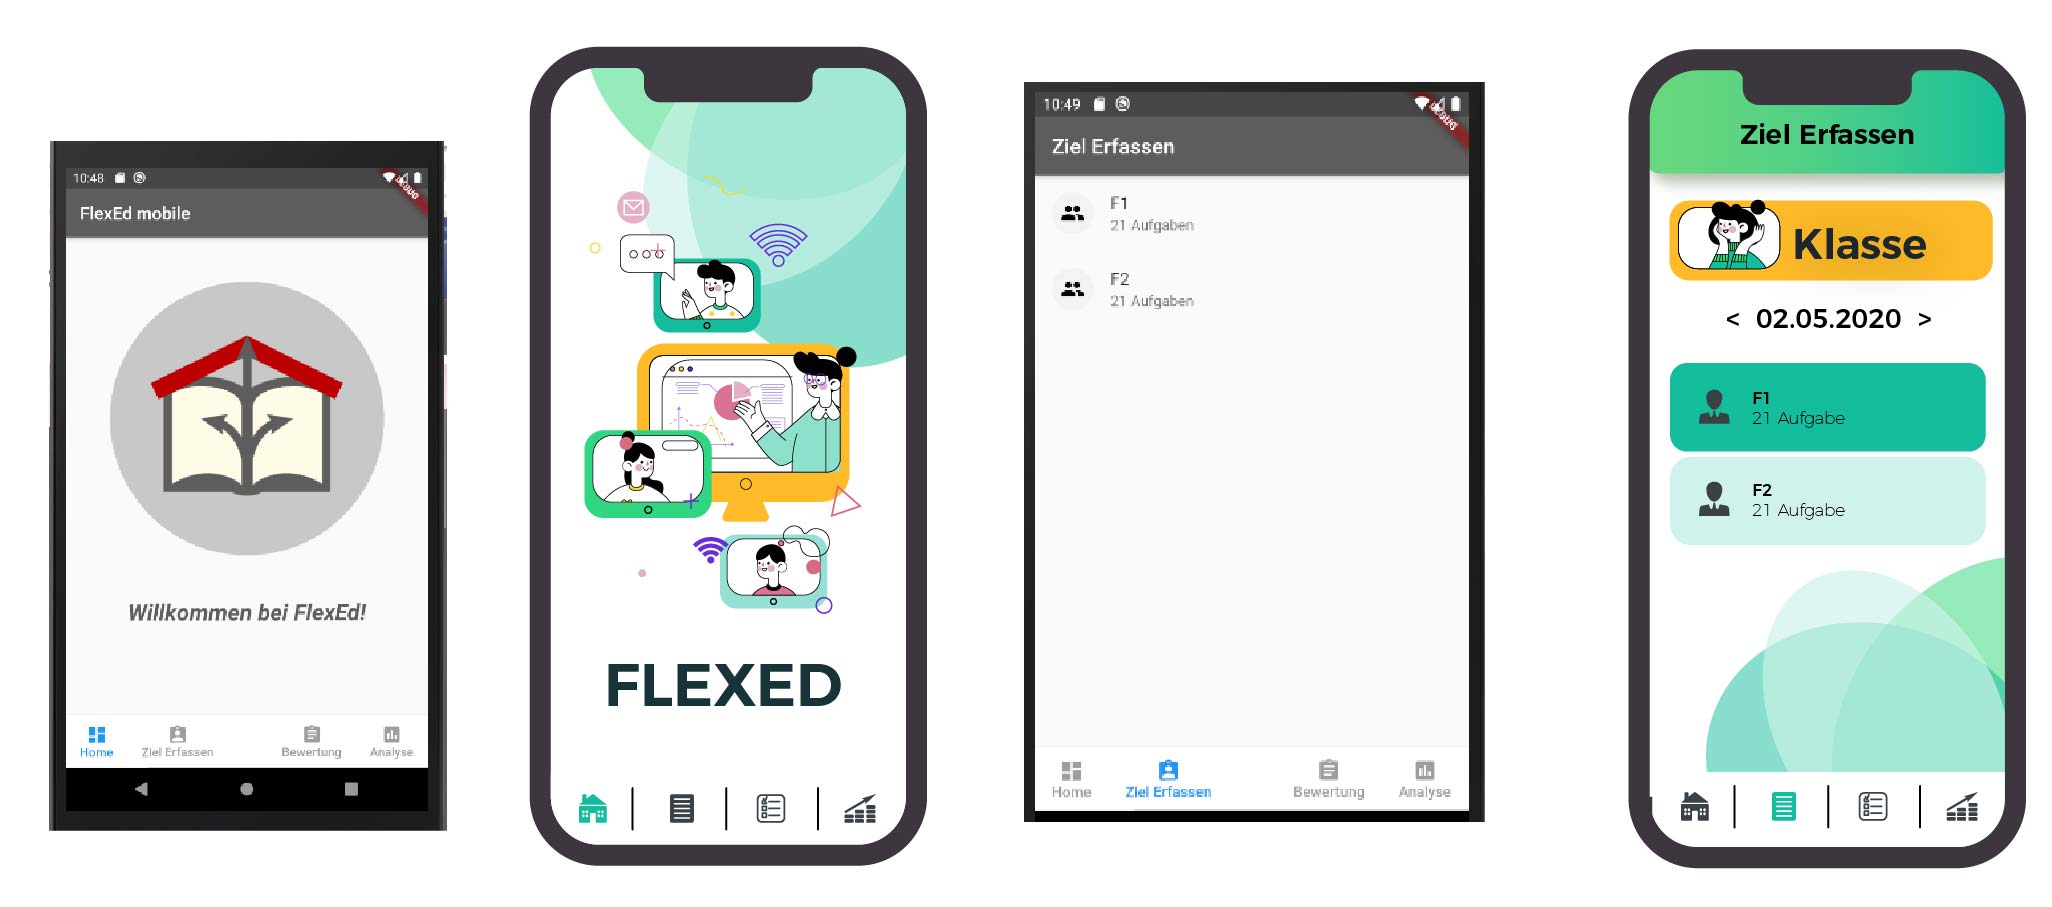 10:48
DEBUG
FlexEd mobile
Willkommen bei FlexEd!
Home
Ziel Erfassen
Bewertung
Analyse
FLEXED
10:49
DEBUG
Ziel Erfassen
F1
21 Aufgaben
F2
21 Aufgaben
Home
Ziel Erfassen
Bewertung
Analyse
Ziel Erfassen
Klasse
< 02.05.2020 >
F1
21 Aufgabe
F2
21 Aufgabe